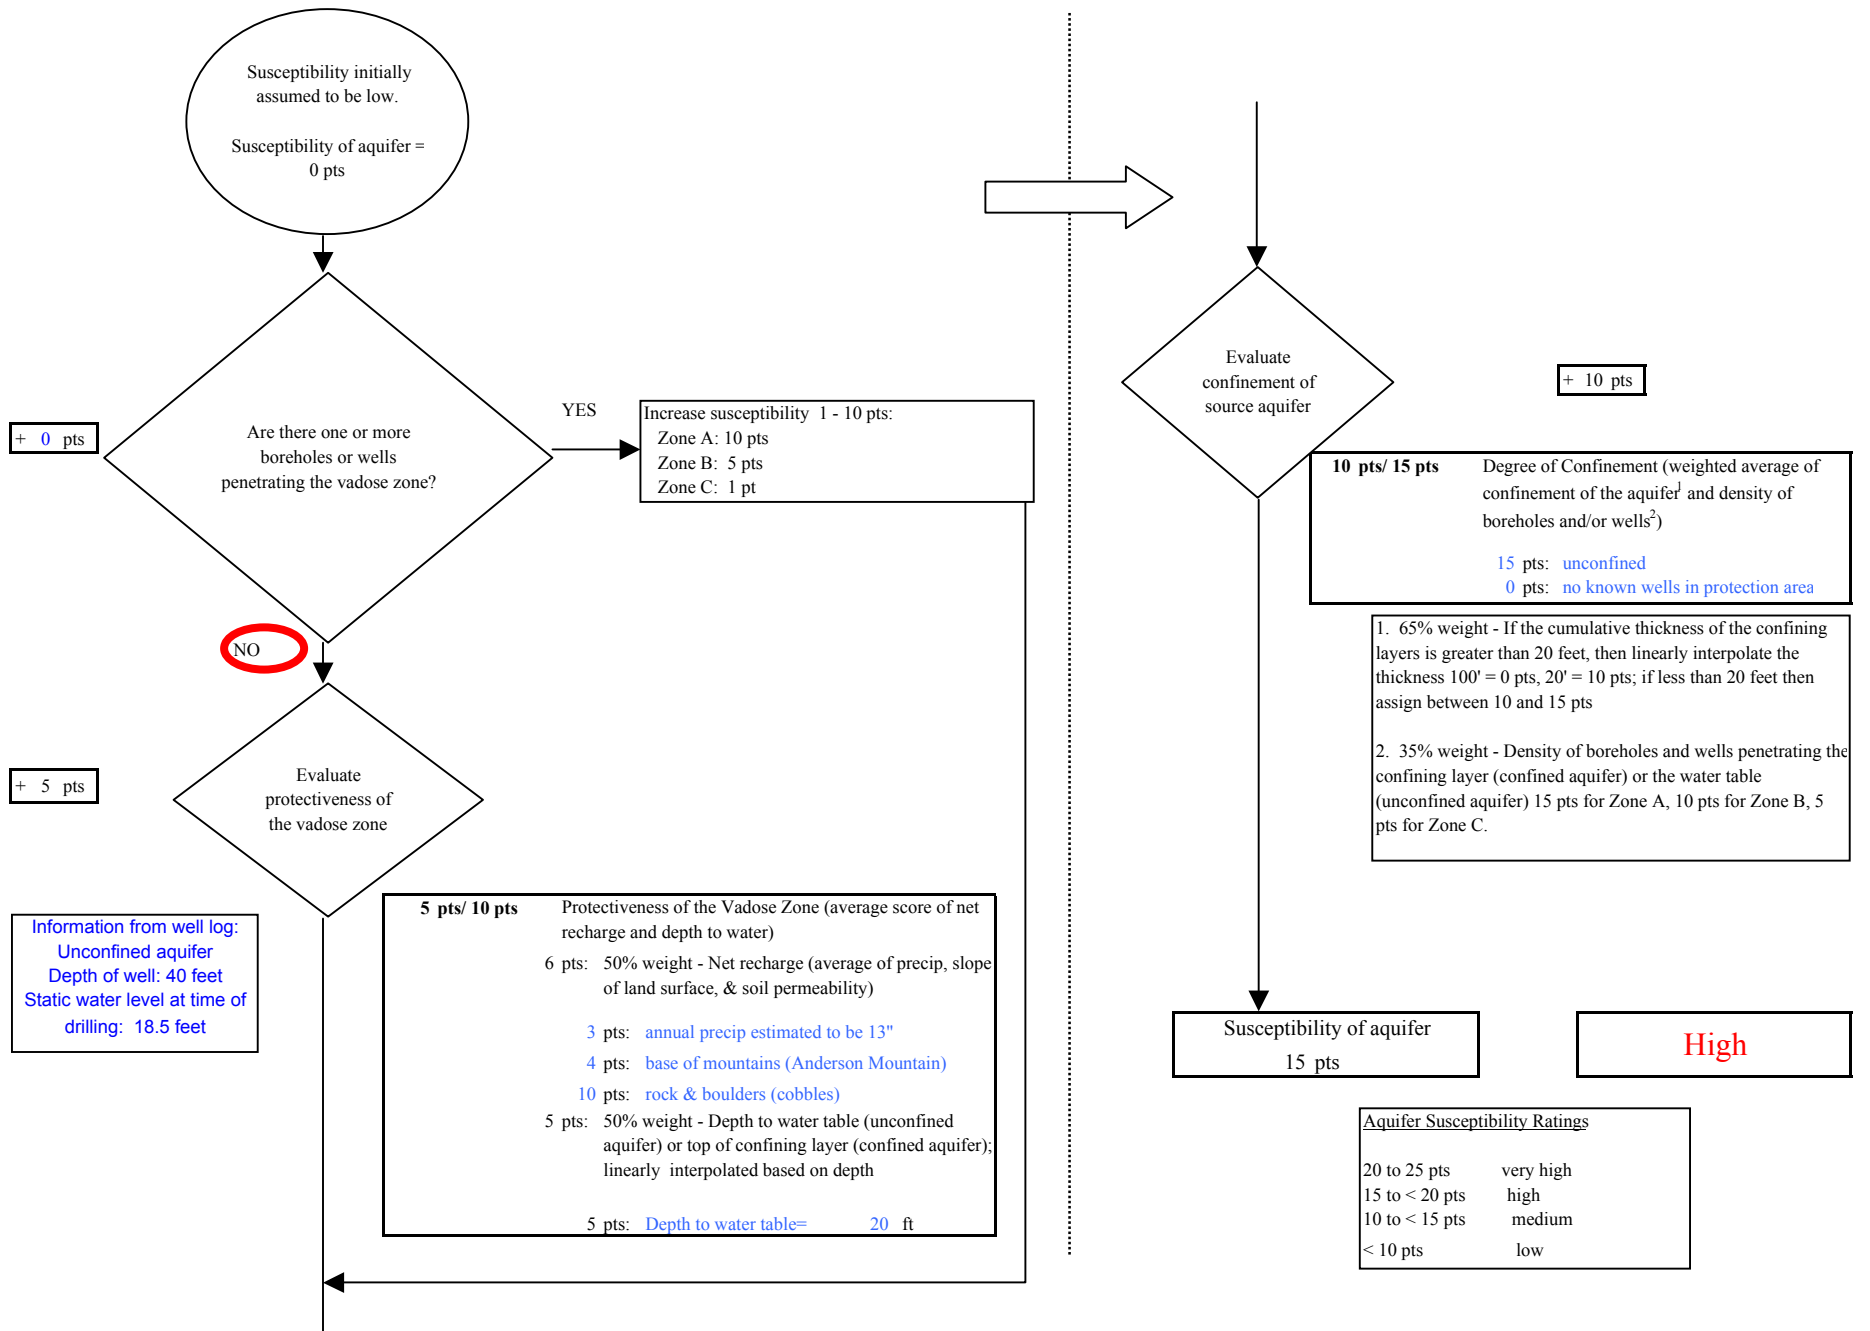 Susceptibility initially
assumed to be low.
Susceptibility of aquifer =
0 pts
+ 0 pts
Are there one or more
boreholes or wells
penetrating the vadose zone?
YES
Increase susceptibility 1 - 10 pts:
Zone A: 10 pts
Zone B: 5 pts
Zone C: 1 pt
NO
+ 5 pts
Evaluate
protectiveness of
the vadose zone
Information from well log:
Unconfined aquifer
Depth of well: 40 feet
Static water level at time of
drilling: 18.5 feet
5 pts/ 10 pts Protectiveness of the Vadose Zone (average score of net
recharge and depth to water)
6 pts: 50% weight - Net recharge (average of precip, slope
of land surface, & soil permeability)
3 pts: annual precip estimated to be 13"
4 pts: base of mountains (Anderson Mountain)
10 pts: rock & boulders (cobbles)
5 pts: 50% weight - Depth to water table (unconfined
aquifer) or top of confining layer (confined aquifer);
linearly interpolated based on depth
5 pts: Depth to water table= 20 ft
Evaluate
confinement of
source aquifer
+ 10 pts
10 pts/ 15 pts Degree of Confinement (weighted average of
confinement of the aquifer1 and density of
boreholes and/or wells2)
15 pts: unconfined
0 pts: no known wells in protection area
1. 65% weight - If the cumulative thickness of the confining
layers is greater than 20 feet, then linearly interpolate the
thickness 100' = 0 pts, 20' = 10 pts; if less than 20 feet then
assign between 10 and 15 pts
2. 35% weight - Density of boreholes and wells penetrating the
confining layer (confined aquifer) or the water table
(unconfined aquifer) 15 pts for Zone A, 10 pts for Zone B, 5
pts for Zone C.
Susceptibility of aquifer
15 pts
High
Aquifer Susceptibility Ratings
20 to 25 pts very high
15 to < 20 pts high
10 to < 15 pts medium
< 10 pts low